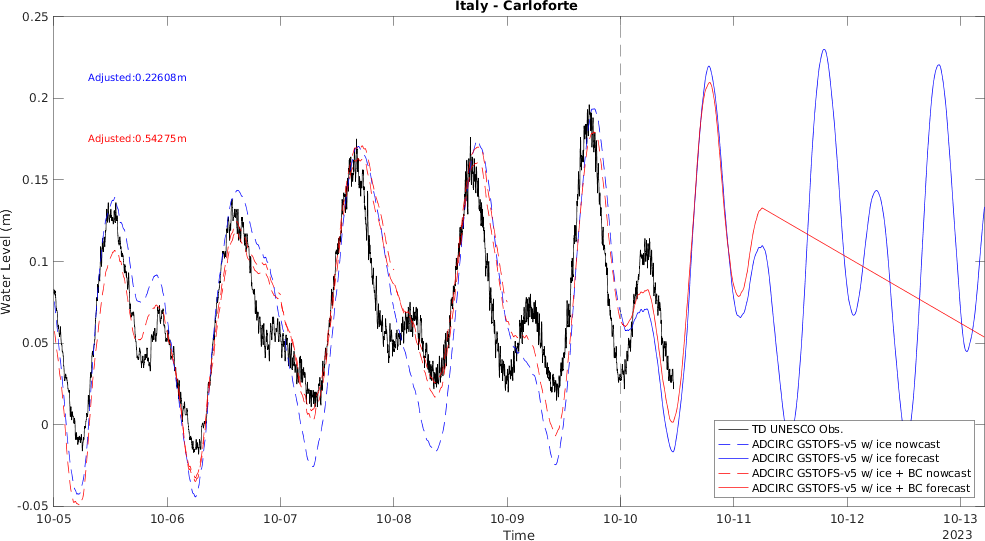 Italy - Carloforte
0.25
0.2
0.15
0.1
0.05
0
-0.05
Water Level (m)
Adjusted:0.22608m
Adjusted:0.54275m
TD UNESCO Obs.
ADCIRC GSTOFS-v5 w/ ice nowcast
ADCIRC GSTOFS-v5 w/ ice forecast
ADCIRC GSTOFS-v5 w/ ice + BC nowcast
ADCIRC GSTOFS-v5 w/ ice + BC forecast
10-05 10-06 10-07 10-08 10-09 10-10 10-11 10-12 10-13
Time 2023